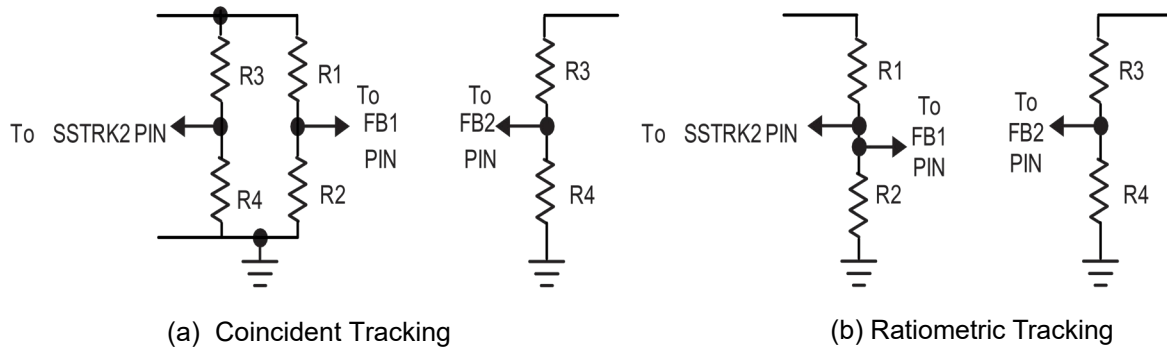 R3
R1
To SSTRK2 PIN
To
FB1
PIN
R4
R2
To
FB2
PIN
R3
R4
(a) Coincident Tracking
R1
To SSTRK2 PIN
To
FB1
PIN
R2
To
FB2
PIN
R3
R4
(b) Ratiometric Tracking